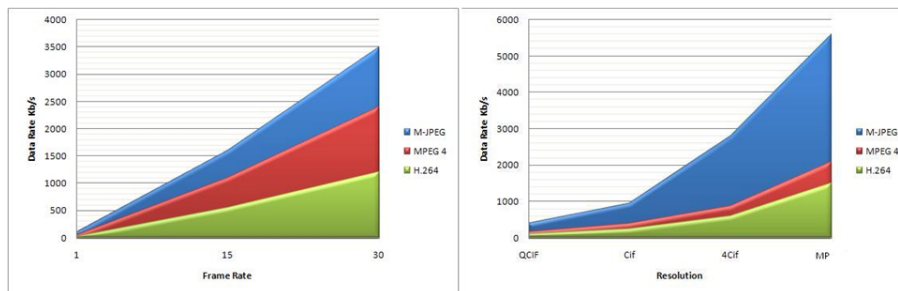 4000
3500
3000
2500
2000
1500
1000
500
0
Data Rate Kb/s
1 15 30
Frame Rate
M-JPEG
MPEG 4
H.264
6000
5000
4000
3000
2000
1000
0
Data Rate Kb/s
QCIF Cif 4Cif MP
Resolution
M-JPEG
MPEG 4
H.264